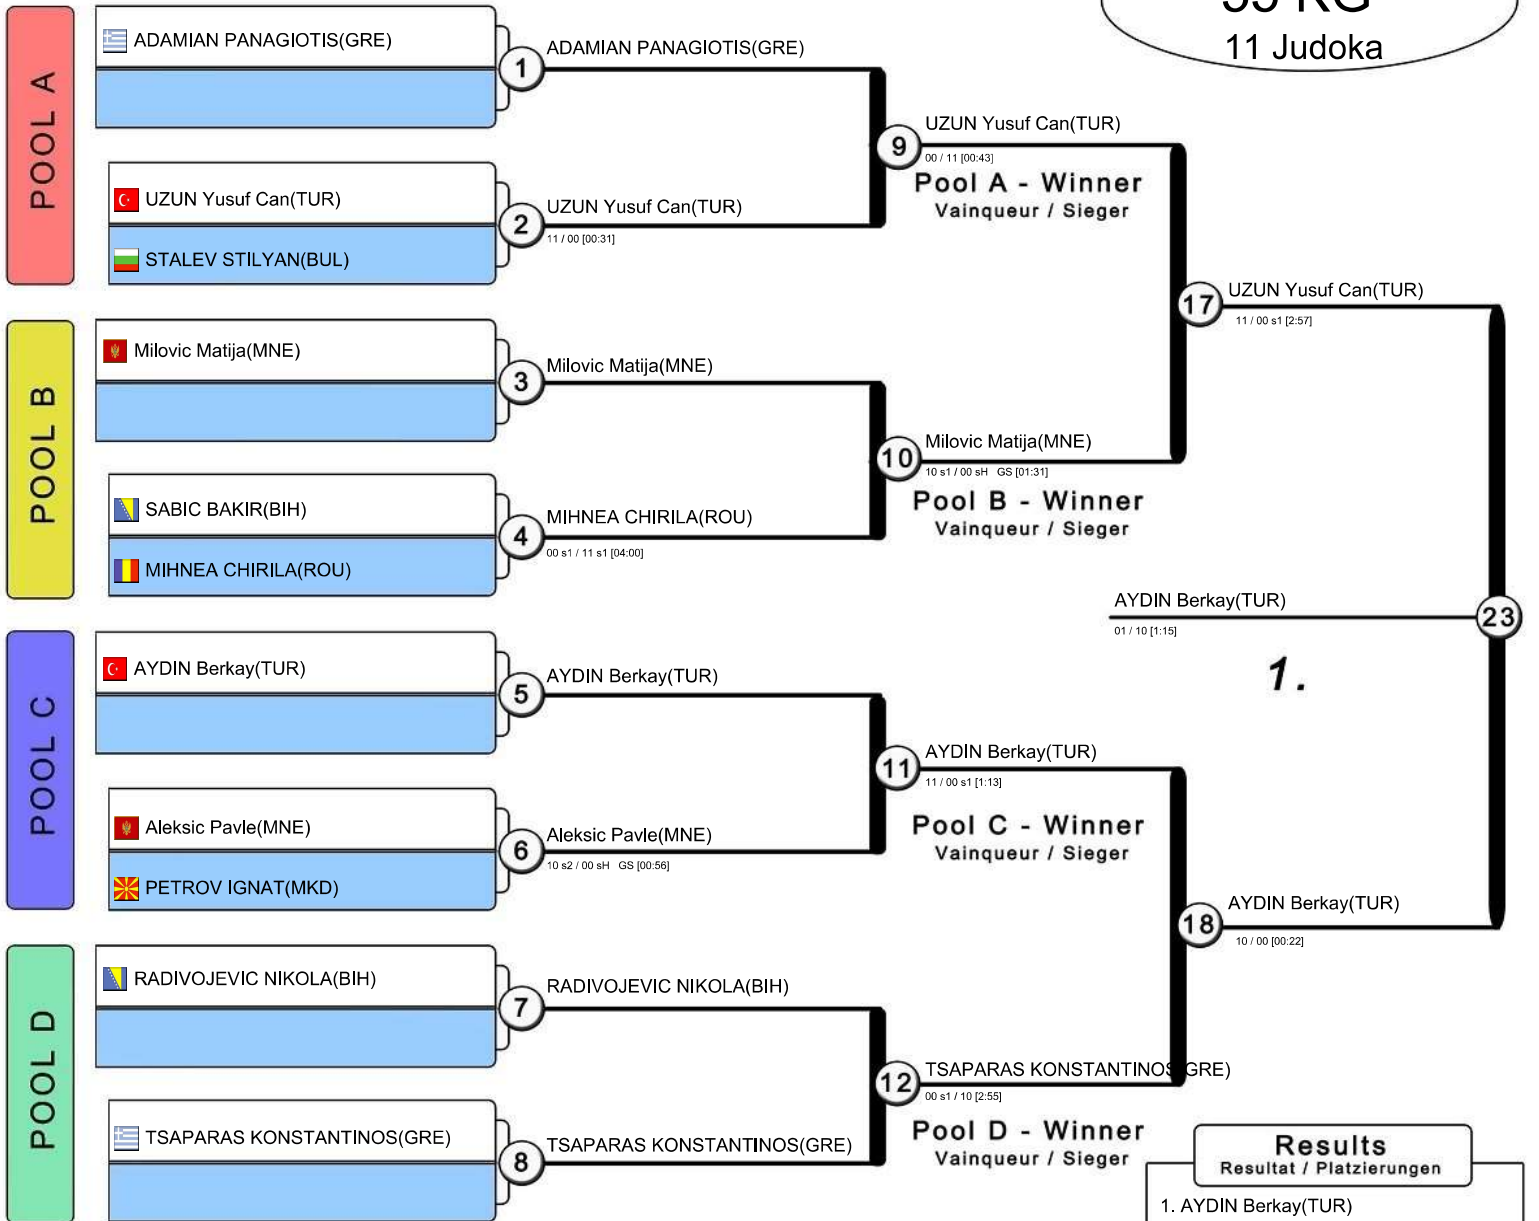 11 Judoka
POOL A
ADAMIAN PANAGIOTIS(GRE)
1
ADAMIAN PANAGIOTIS(GRE)
UZUN Yusuf Can(TUR)
STALEV STILYAN(BUL)
2
UZUN Yusuf Can(TUR)
11 / 00 [00:31]
9
UZUN Yusuf Can(TUR)
00 / 11 [00:43]
Pool A - Winner
Vainqueur / Sieger
POOL B
Milovic Matija(MNE)
3
Milovic Matija(MNE)
SABIC BAKIR(BIH)
MIHNEA CHIRILA(ROU)
4
MIHNEA CHIRILA(ROU)
00 s1 / 11 s1 [04:00]
10
Milovic Matija(MNE)
10 s1 / 00 sH GS [01:31]
Pool B - Winner
Vainqueur / Sieger
17
UZUN Yusuf Can(TUR)
11 / 00 s1 [2:57]
AYDIN Berkay(TUR)
01 / 10 [1:15]
23
1.
POOL C
AYDIN Berkay(TUR)
5
AYDIN Berkay(TUR)
Aleksic Pavle(MNE)
PETROV IGNAT(MKD)
6
Aleksic Pavle(MNE)
10 s2 / 00 sH GS [00:56]
11
AYDIN Berkay(TUR)
11 / 00 s1 [1:13]
Pool C - Winner
Vainqueur / Sieger
18
AYDIN Berkay(TUR)
10 / 00 [00:22]
POOL D
RADIVOJEVIC NIKOLA(BIH)
7
RADIVOJEVIC NIKOLA(BIH)
TSAPARAS KONSTANTINOS(GRE)
8
TSAPARAS KONSTANTINOS(GRE)
12
TSAPARAS KONSTANTINOS(GRE)
00 s1 / 10 [2:55]
Pool D - Winner
Vainqueur / Sieger
Results
Resultat / Platzierungen
1. AYDIN Berkay(TUR)